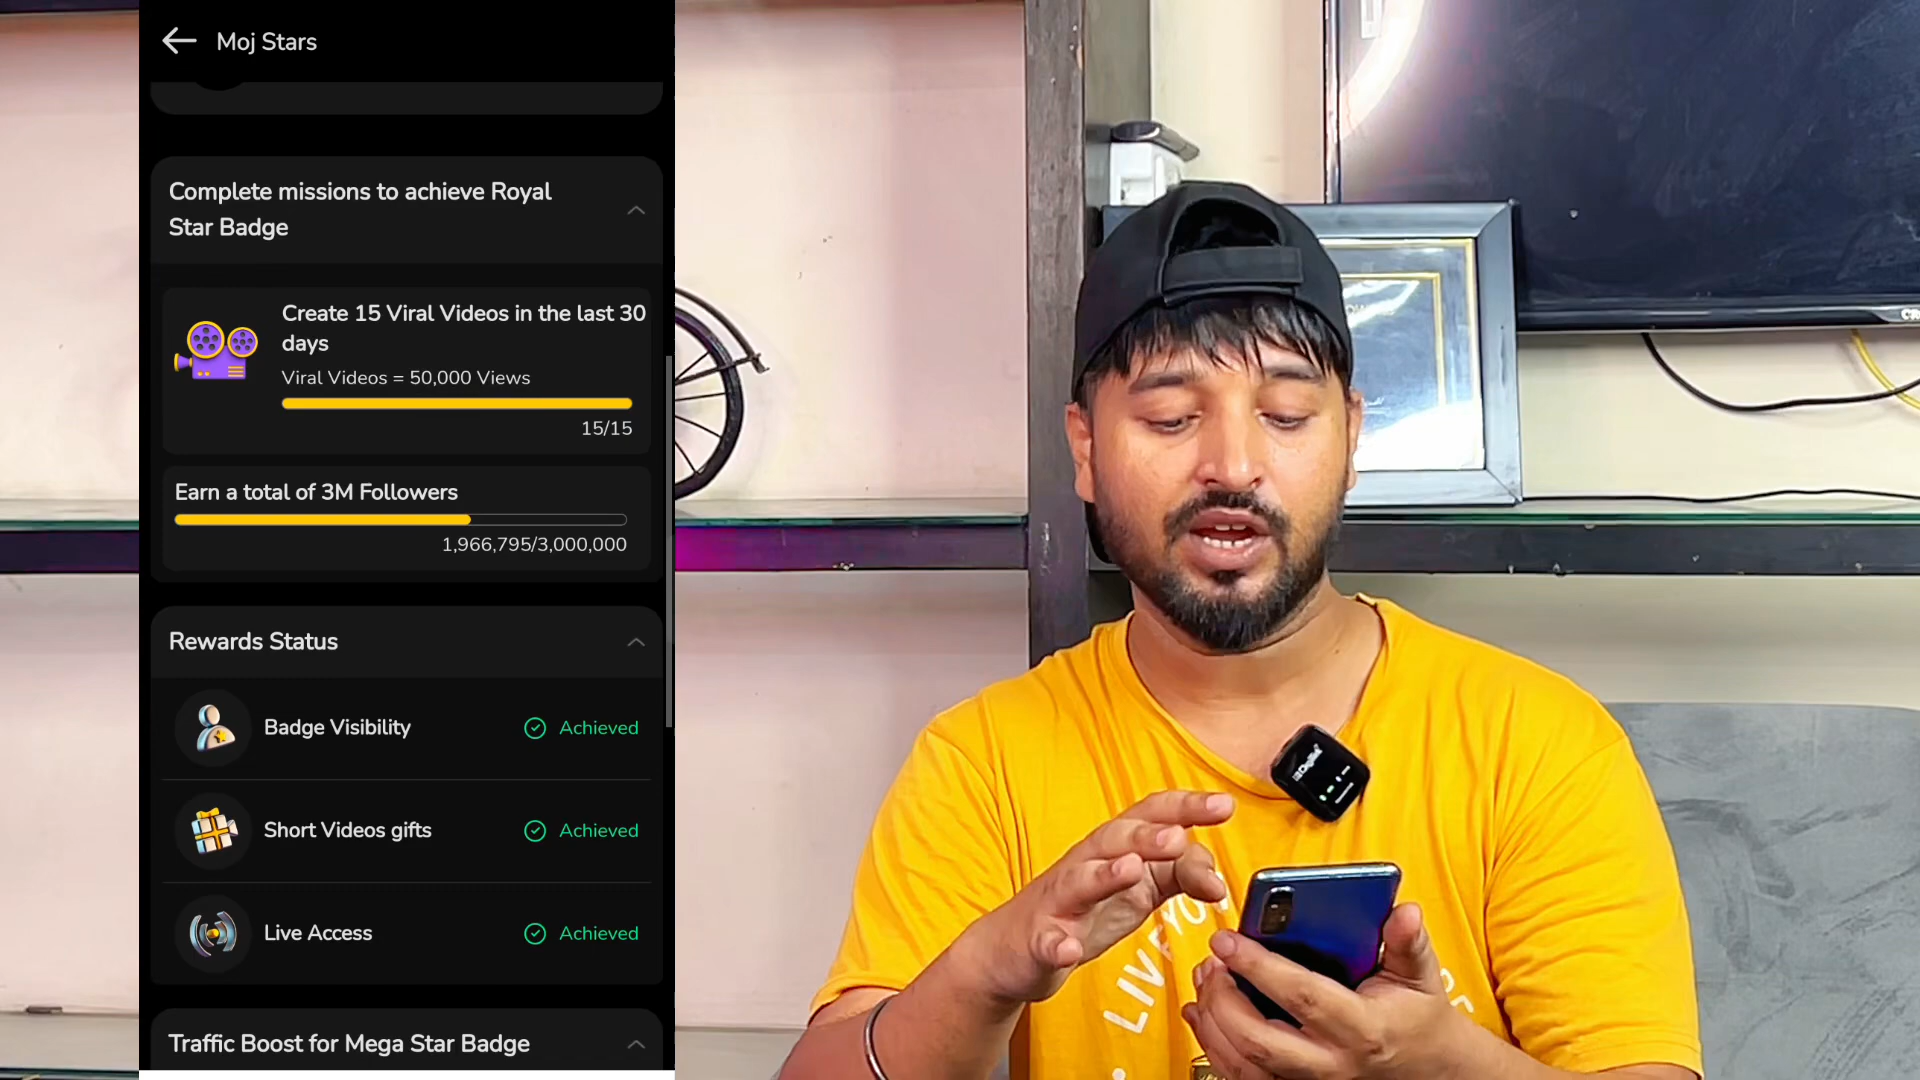 Moj Stars
Complete missions to achieve Royal
Star Badge
Create 15 Viral Videos in the last 30
days
Viral Videos = 50,000 Views
15/15
Earn a total of 3M Followers
1,966,795/3,000,000
Rewards Status
Badge Visibility
Achieved
Short Videos gifts
Achieved
Live Access
Achieved
Traffic Boost for Mega Star Badge